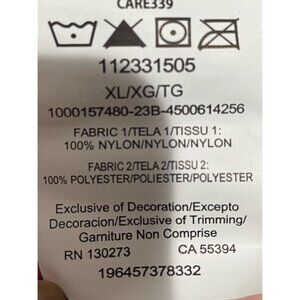 CARE339
112331505
XL/XG/TG
1000157480-23B-4500614256
FABRIC 1/TELA 1/TISSU 1:
100% NYLON/NYLON/NYLON
FABRIC 2/TELA 2/TISSU 2:
100% POLYESTER/POLIESTER/POLYESTER
Exclusive of Decoration/Excepto
Decoracion/Exclusive of Trimming/
Garniture Non Comprise
RN 130273 CA 55394
196457378332